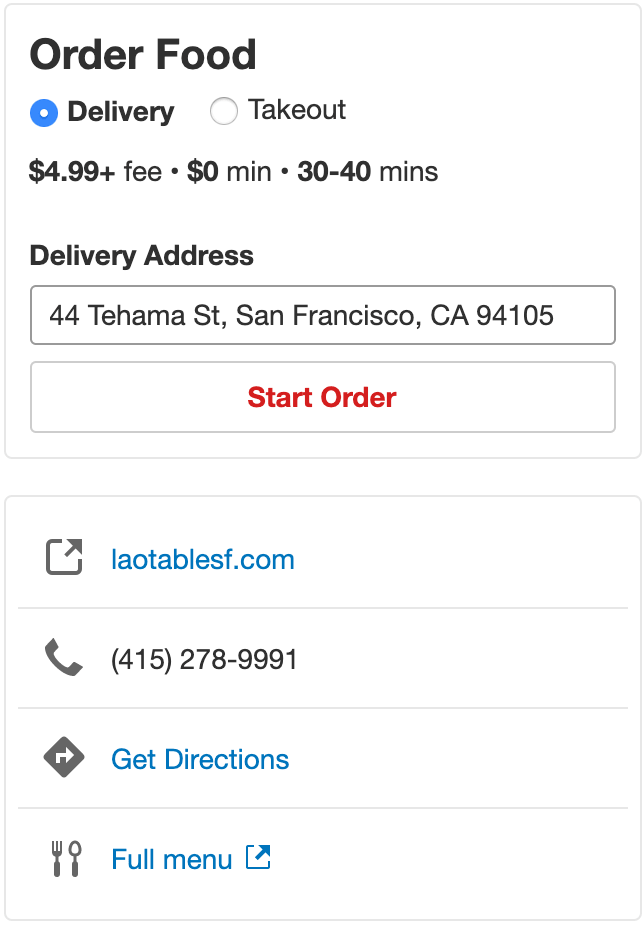 Order Food
Delivery Takeout
$4.99+ fee • $0 min • 30-40 mins
Delivery Address
44 Tehama St, San Francisco, CA 94105
Start Order
laotablesf.com
(415) 278-9991
Get Directions
Full menu